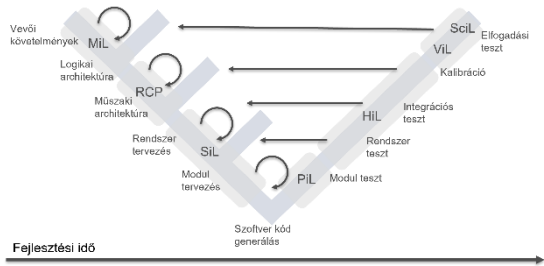 Vevői
követelmények
MiL
Logikai
architektúra
RCP
Műszaki
architektúra
Rendszer
tervezés
SiL
Modul
tervezés
Szoftver kód
generálás
PiL
Modul teszt
Rendszer
teszt
HiL
Integrációs
teszt
Kalibráció
ViL
SciL
Elfogadási
teszt
Fejlesztési idő